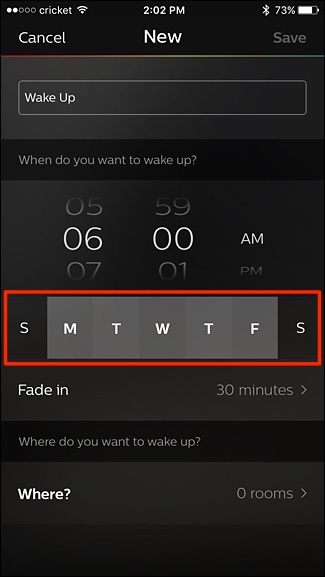 cricket 2:02 PM 73%
Cancel New Save
Wake Up
When do you want to wake up?
05 59
06 00 AM
07 01 PM
S M T W T F S
Fade in 30 minutes >
Where do you want to wake up?
Where? 0 rooms >